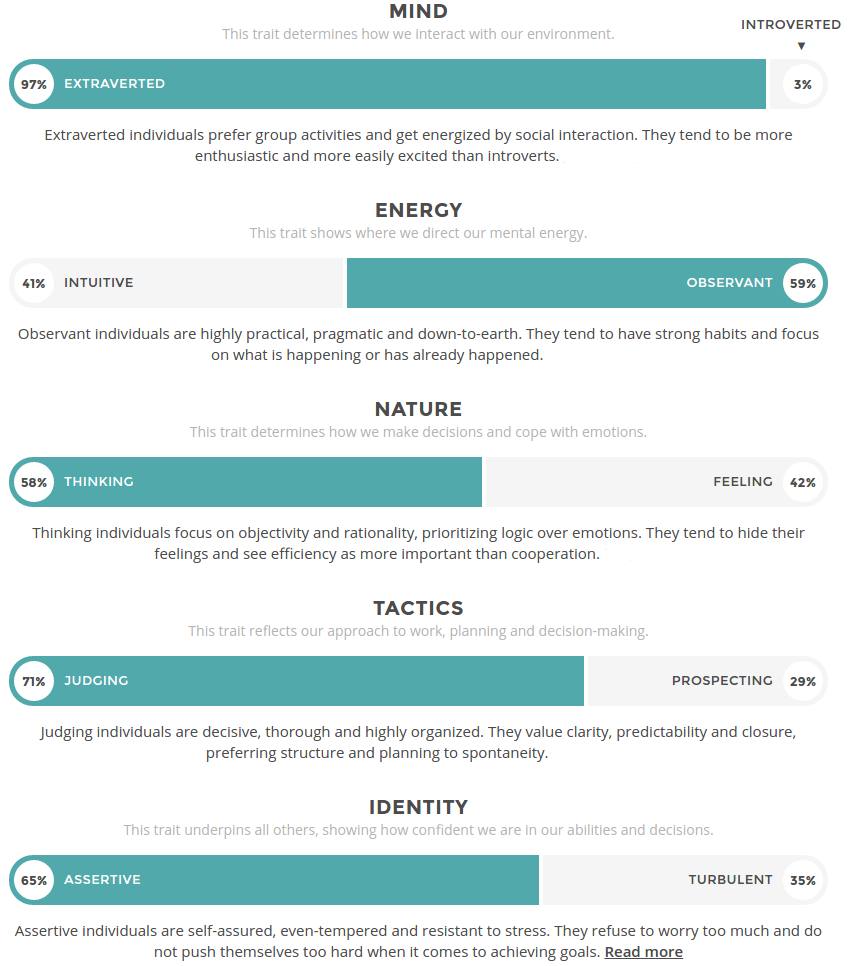 MIND
This trait determines how we interact with our environment.
INTROVERTED
▼
97% EXTRAVERTED 3%
Extraverted individuals prefer group activities and get energized by social interaction. They tend to be more
enthusiastic and more easily excited than introverts.
ENERGY
This trait shows where we direct our mental energy.
41% INTUITIVE OBSERVANT 59%
Observant individuals are highly practical, pragmatic and down-to-earth. They tend to have strong habits and focus
on what is happening or has already happened.
NATURE
This trait determines how we make decisions and cope with emotions.
58% THINKING FEELING 42%
Thinking individuals focus on objectivity and rationality, prioritizing logic over emotions. They tend to hide their
feelings and see efficiency as more important than cooperation.
TACTICS
This trait reflects our approach to work, planning and decision-making.
71% JUDGING PROSPECTING 29%
Judging individuals are decisive, thorough and highly organized. They value clarity, predictability and closure,
preferring structure and planning to spontaneity.
IDENTITY
This trait underpins all others, showing how confident we are in our abilities and decisions.
65% ASSERTIVE TURBULENT 35%
Assertive individuals are self-assured, even-tempered and resistant to stress. They refuse to worry too much and do
not push themselves too hard when it comes to achieving goals. Read more